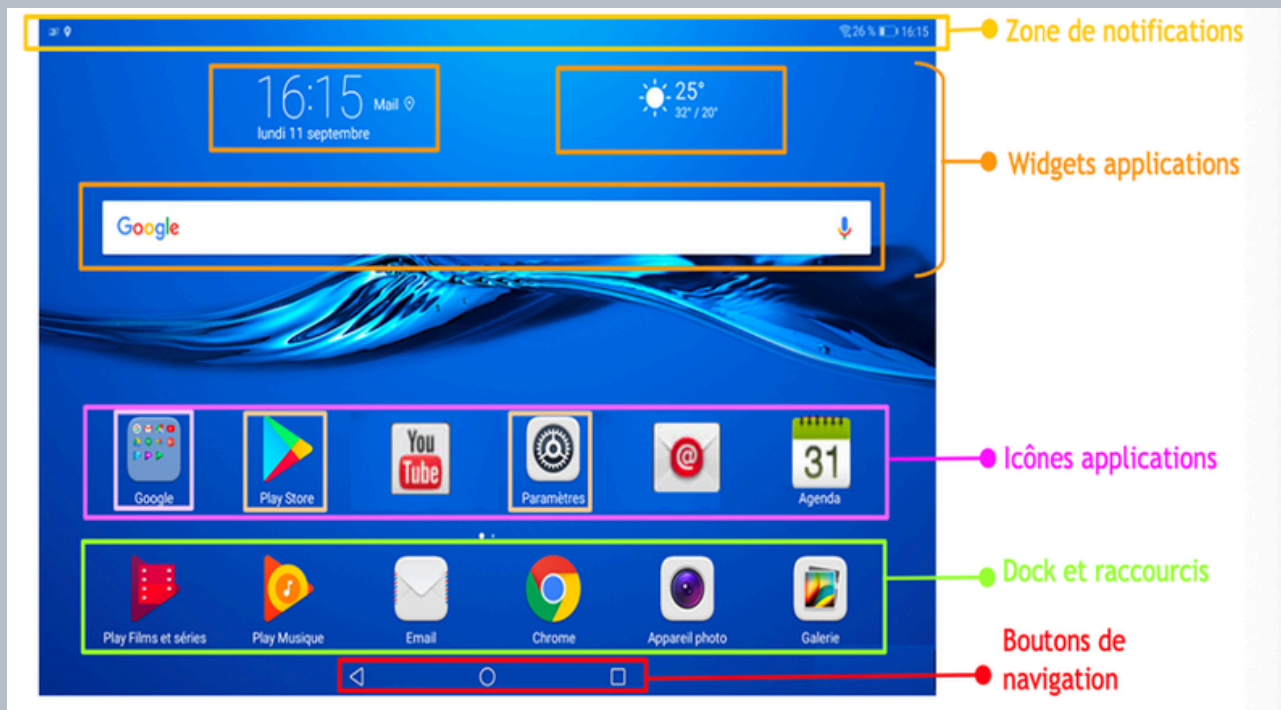 26 % 16:15
Zone de notifications
16:15 Mail
lundi 11 septembre
25°
32° / 20°
Widgets applications
Google
You
Tube
@
31
Google
Play Store
Paramètres
Agenda
Icônes applications
Play Films et séries
Play Musique
Email
Chrome
Appareil photo
Galerie
Dock et raccourcis
Boutons de
navigation